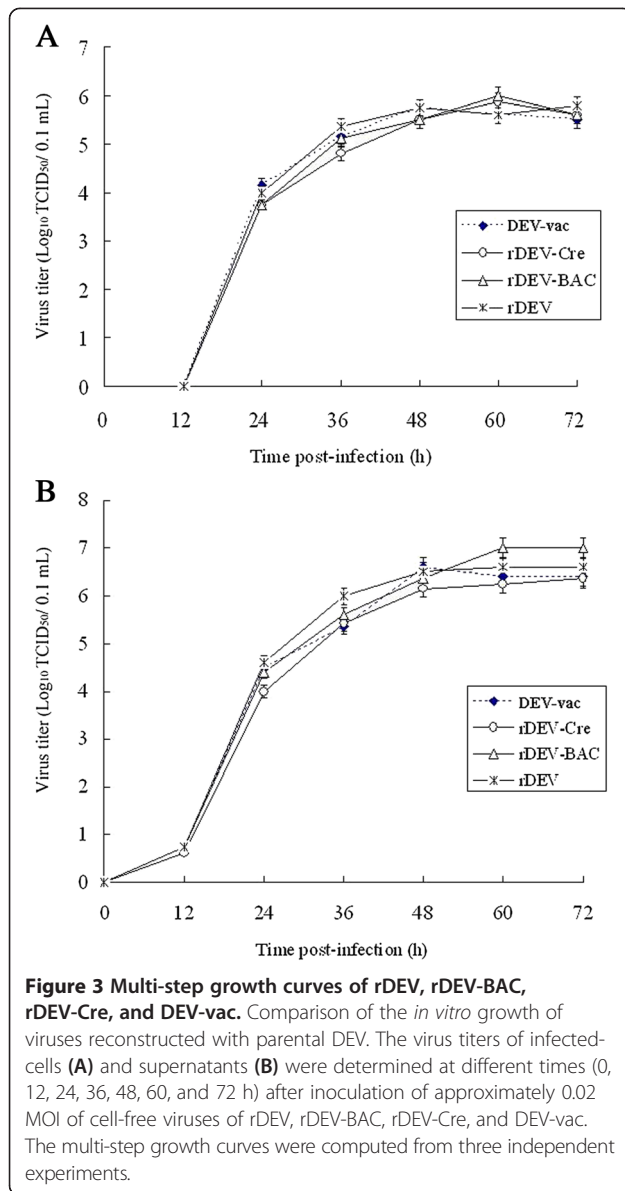 A
7
6
5
4
3
2
1
0
Virus titer (Log₁₀ TCID₅₀/ 0.1 mL)
DEV-vac
rDEV-Cre
rDEV-BAC
rDEV
0 12 24 36 48 60 72
Time post-infection (h)
B
8
7
6
5
4
3
2
1
0
Virus titer (Log₁₀ TCID₅₀/ 0.1 mL)
DEV-vac
rDEV-Cre
rDEV-BAC
rDEV
0 12 24 36 48 60 72
Time post-infection (h)
Figure 3 Multi-step growth curves of rDEV, rDEV-BAC,
rDEV-Cre, and DEV-vac. Comparison of the in vitro growth of
viruses reconstructed with parental DEV. The virus titers of infected-
cells (A) and supernatants (B) were determined at different times (0,
12, 24, 36, 48, 60, and 72 h) after inoculation of approximately 0.02
MOI of cell-free viruses of rDEV, rDEV-BAC, rDEV-Cre, and DEV-vac.
The multi-step growth curves were computed from three independent
experiments.